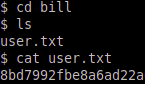 $ cd bill
$ ls
user.txt
$ cat user.txt
8bd7992fbe8a6ad22a